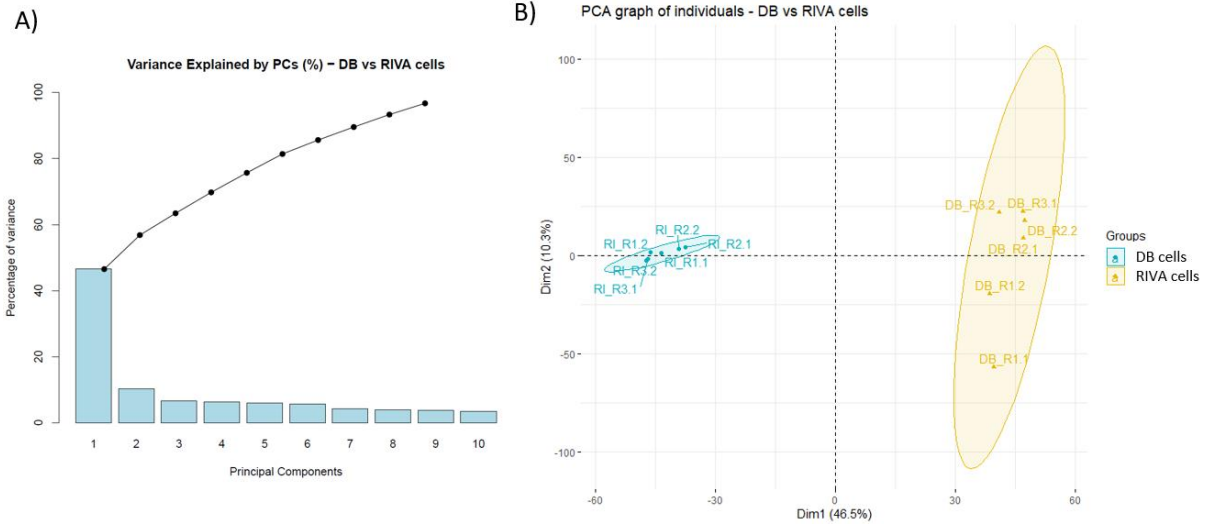 A)
Variance Explained by PCs (%) – DB vs RIVA cells
Percentage of variance
100
80
60
40
20
0
1 2 3 4 5 6 7 8 9 10
Principal Components
B)
PCA graph of individuals - DB vs RIVA cells
Dim2 (10.3%)
100
50
0
-50
-100
RI_R2.2
RI_R1.2
RI_R2.1
RI_R1.1
RI_R3.2
RI_R3.1
DB_R3.2
DB_R3.1
DB_R2.2
DB_R2.1
DB_R1.2
DB_R1.1
-60 -30 0 30 60
Dim1 (46.5%)
Groups
DB cells
RIVA cells